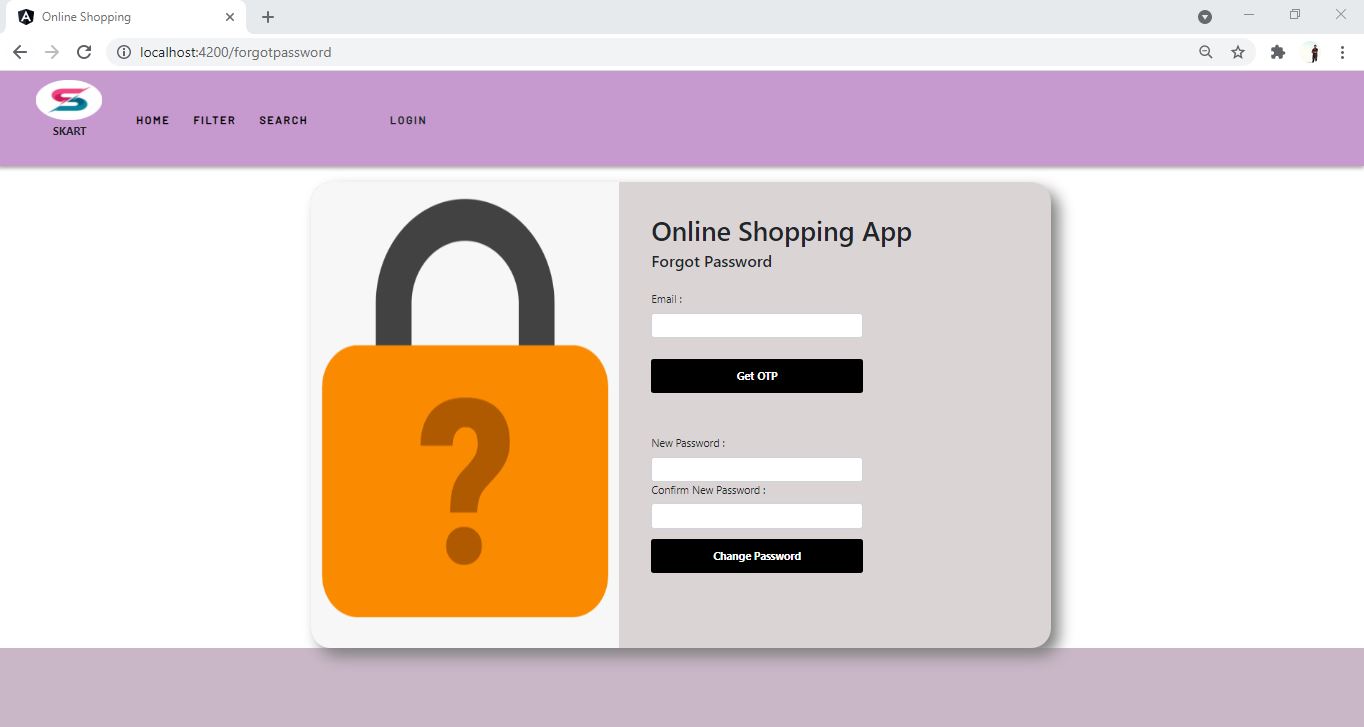 Online Shopping
localhost:4200/forgotpassword
SKART
HOME FILTER SEARCH LOGIN
Online Shopping App
Forgot Password
Email :
Get OTP
?
New Password :
Confirm New Password :
Change Password